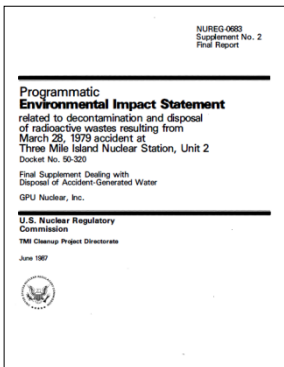 NUREG-0683
Supplement No. 2
Final Report
Programmatic
Environmental Impact Statement
related to decontamination and disposal
of radioactive wastes resulting from
March 28, 1979 accident at
Three Mile Island Nuclear Station, Unit 2
Docket No. 50-320
Final Supplement Dealing with
Disposal of Accident-Generated Water
GPU Nuclear, Inc.
U.S. Nuclear Regulatory
Commission
TMI Cleanup Project Directorate
June 1987